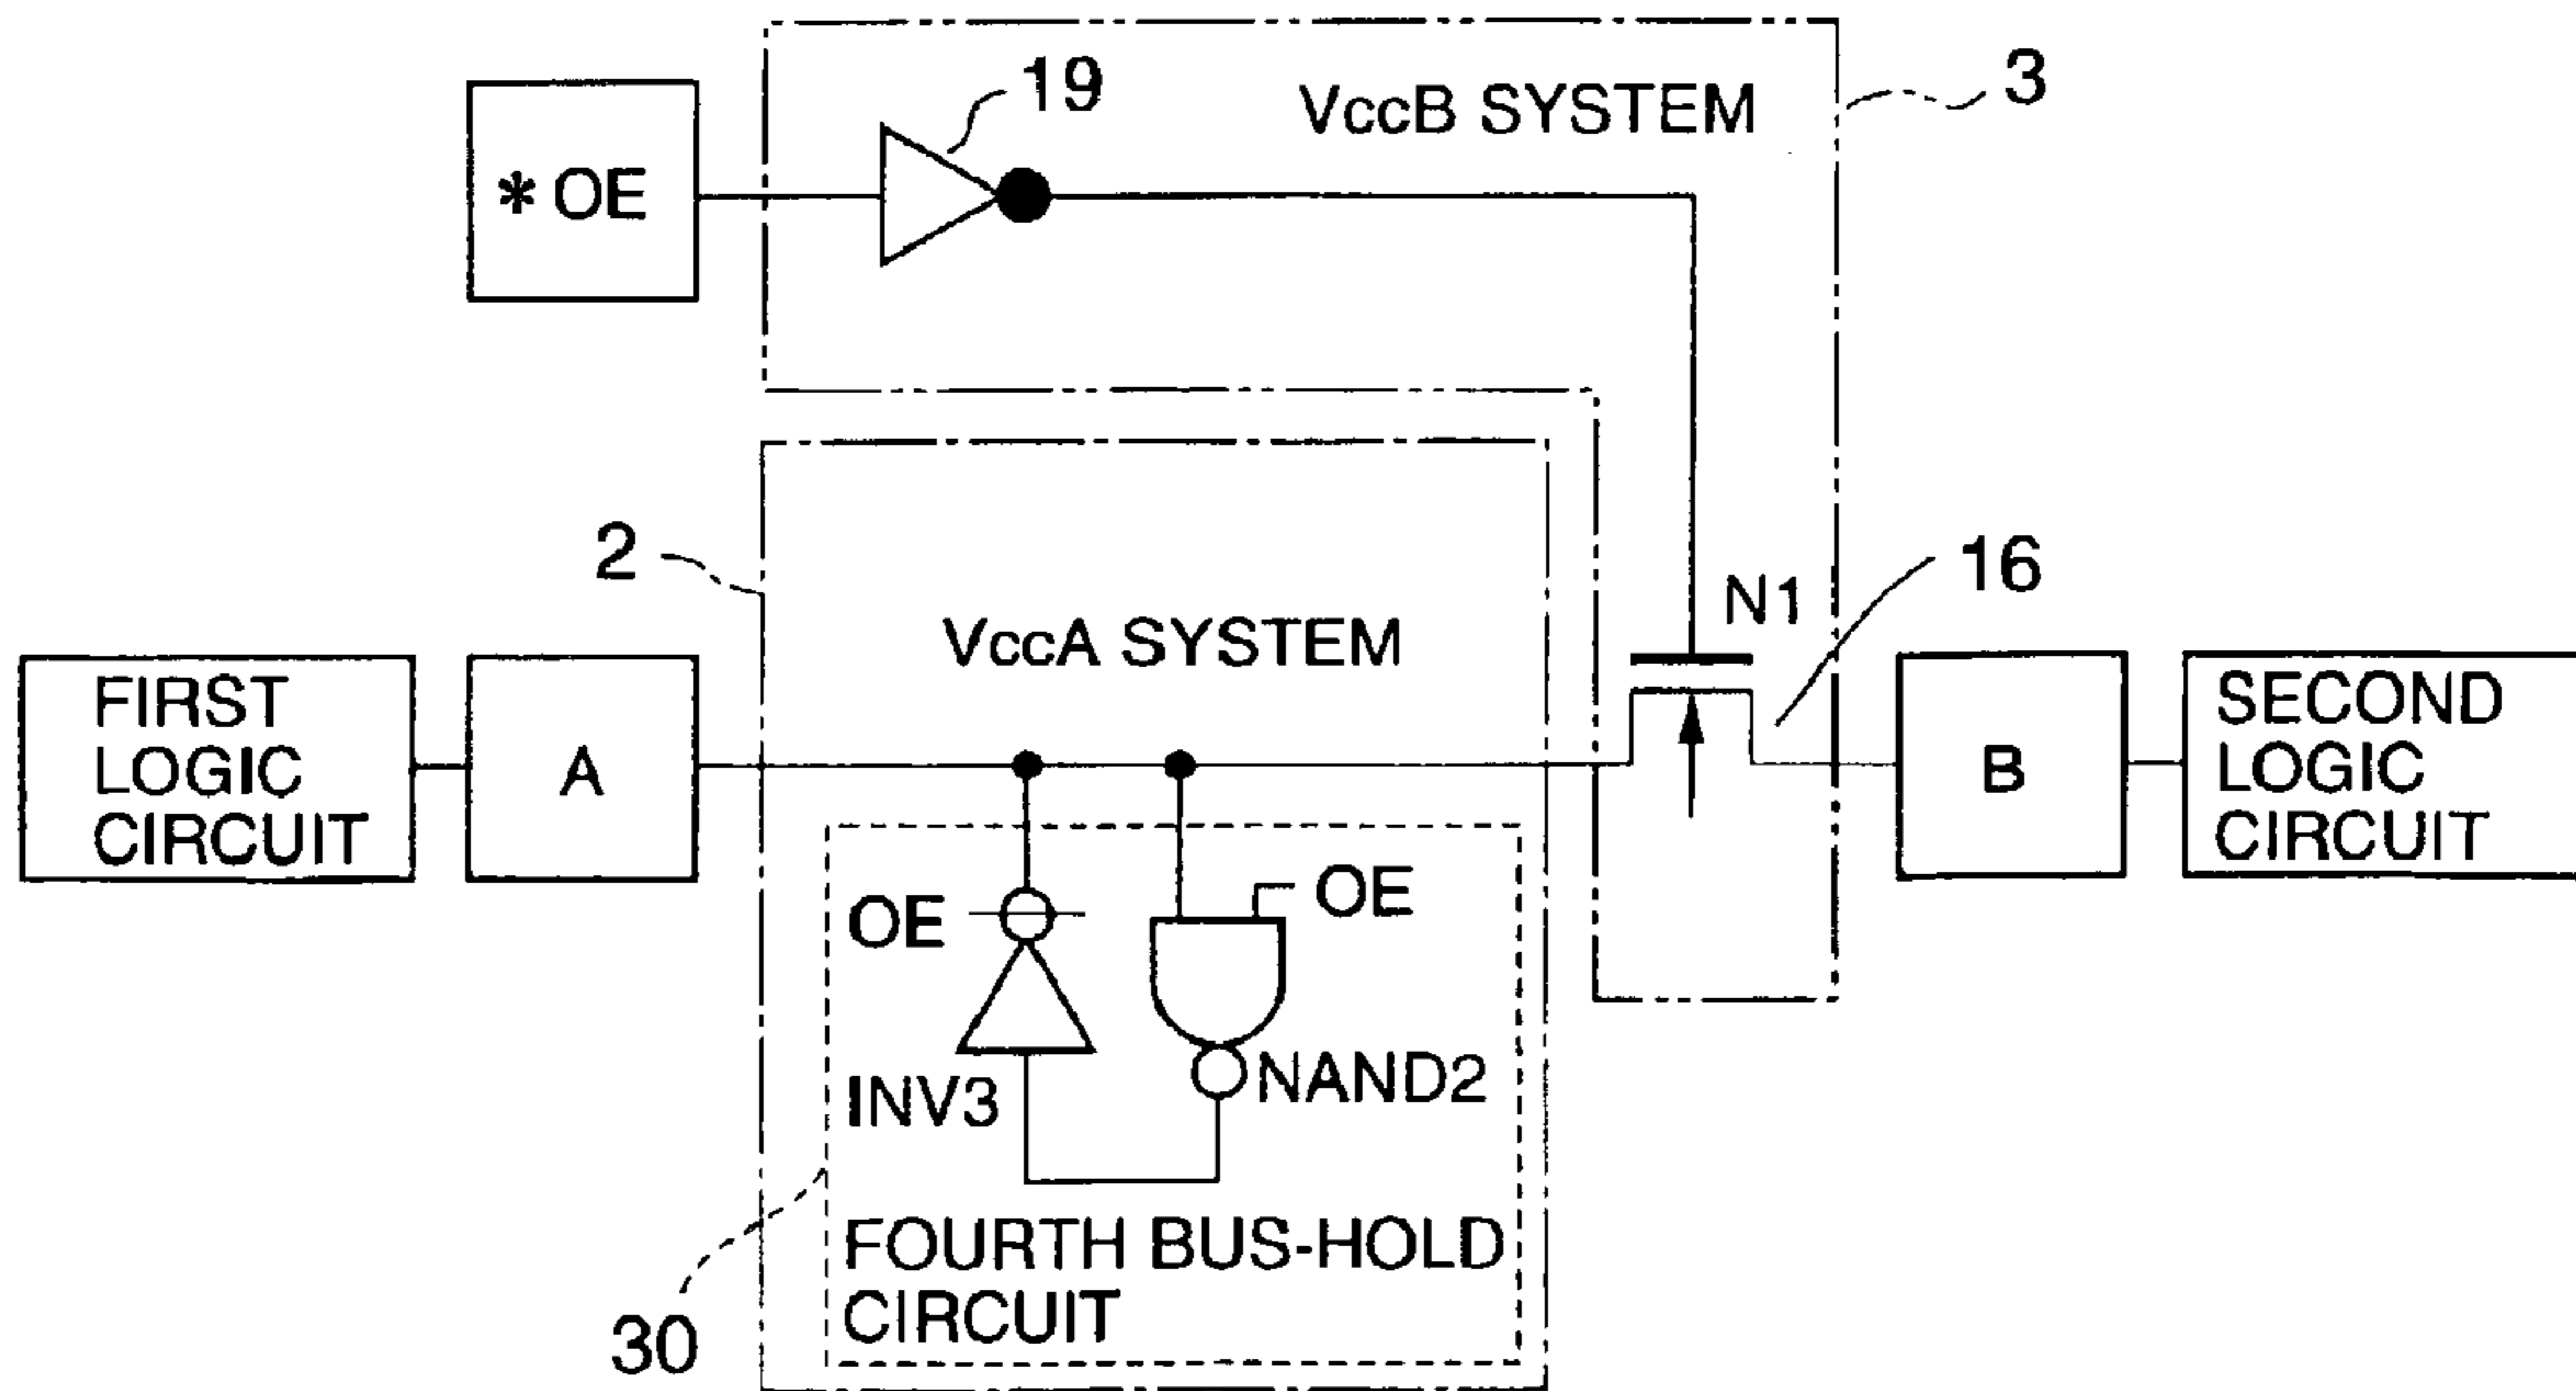 19
VccB SYSTEM
3
* OE
2
N1
16
VccA SYSTEM
FIRST
LOGIC
CIRCUIT
A
B
SECOND
LOGIC
CIRCUIT
OE
OE
INV3
NAND2
FOURTH BUS-HOLD
CIRCUIT
30